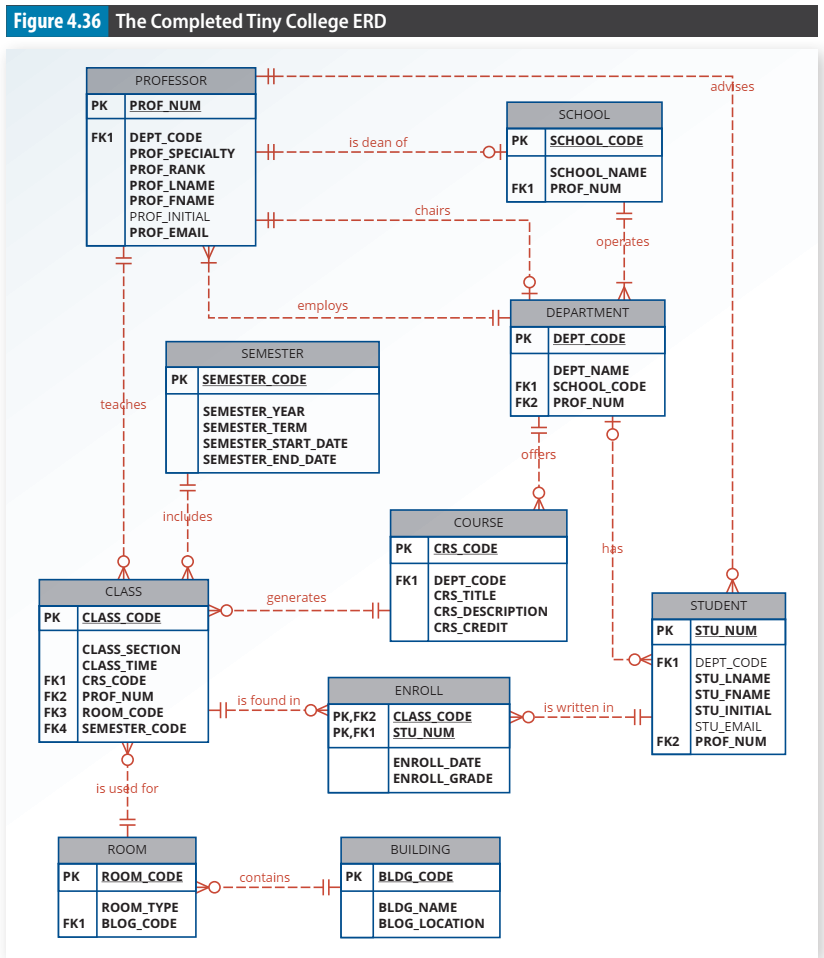 Figure 4.36 The Completed Tiny College ERD
PROFESSOR
PK PROF_NUM
FK1 DEPT_CODE
PROF_SPECIALTY
PROF_RANK
PROF_LNAME
PROF_FNAME
PROF_INITIAL
PROF_EMAIL
advises
is dean of
SCHOOL
PK SCHOOL_CODE
SCHOOL_NAME
FK1 PROF_NUM
chairs
operates
employs
DEPARTMENT
PK DEPT_CODE
DEPT_NAME
FK1 SCHOOL_CODE
FK2 PROF_NUM
SEMESTER
PK SEMESTER_CODE
SEMESTER_YEAR
SEMESTER_TERM
SEMESTER_START_DATE
SEMESTER_END_DATE
teaches
offers
includes
has
COURSE
PK CRS_CODE
FK1 DEPT_CODE
CRS_TITLE
CRS_DESCRIPTION
CRS_CREDIT
generates
CLASS
PK CLASS_CODE
CLASS_SECTION
CLASS_TIME
FK1 CRS_CODE
FK2 PROF_NUM
FK3 ROOM_CODE
FK4 SEMESTER_CODE
STUDENT
PK STU_NUM
FK1 DEPT_CODE
STU_LNAME
STU_FNAME
STU_INITIAL
STU_EMAIL
FK2 PROF_NUM
is found in
ENROLL
PK,FK2 CLASS_CODE
PK,FK1 STU_NUM
ENROLL_DATE
ENROLL_GRADE
is written in
is used for
ROOM
PK ROOM_CODE
ROOM_TYPE
FK1 BLOG_CODE
contains
BUILDING
PK BLDG_CODE
BLDG_NAME
BLOG_LOCATION